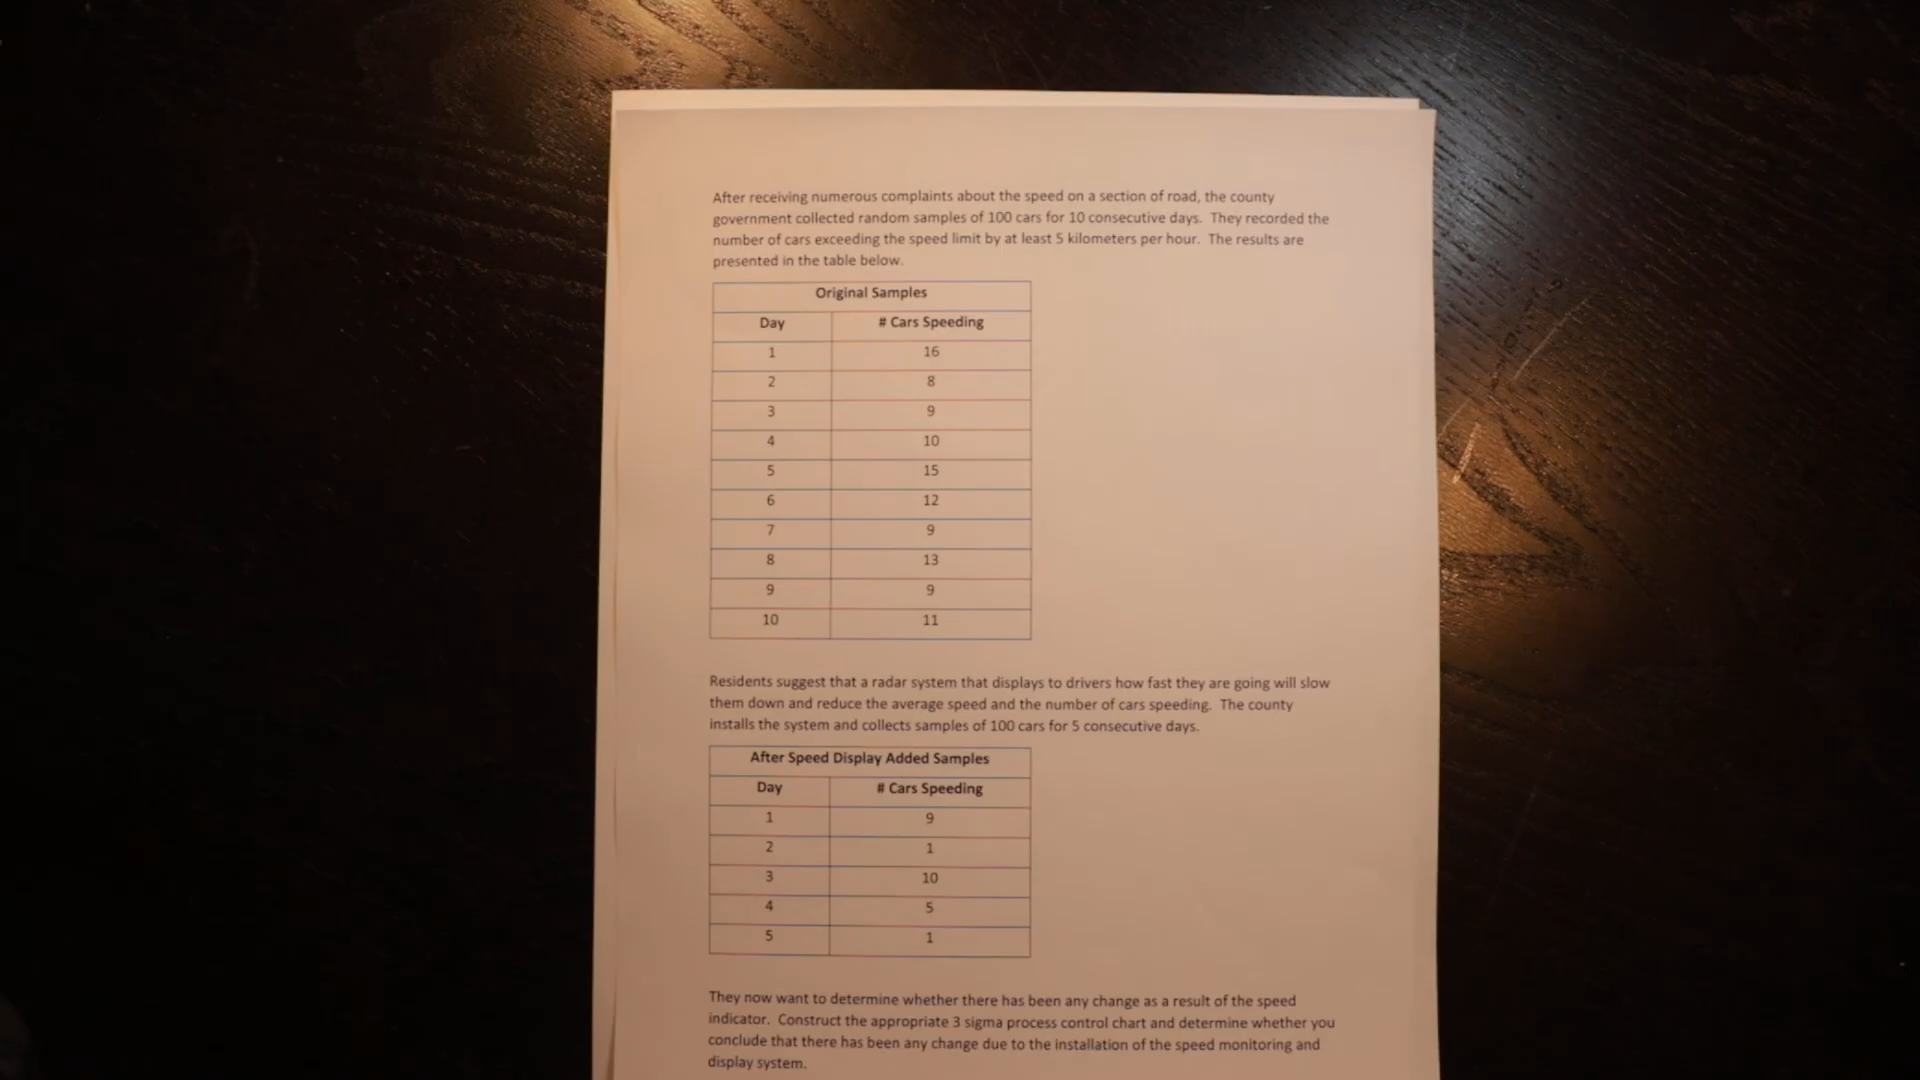 After receiving numerous complaints about the speed on a section of road, the county
government collected random samples of 100 cars for 10 consecutive days. They recorded the
number of cars exceeding the speed limit by at least 5 kilometers per hour. The results are
presented in the table below.
Original Samples
Day # Cars Speeding
1 16
2 8
3 9
4 10
5 15
6 12
7 9
8 13
9 9
10 11
Residents suggest that a radar system that displays to drivers how fast they are going will slow
them down and reduce the average speed and the number of cars speeding. The county
installs the system and collects samples of 100 cars for 5 consecutive days.
After Speed Display Added Samples
Day # Cars Speeding
1 9
2 1
3 10
4 5
5 1
They now want to determine whether there has been any change as a result of the speed
indicator. Construct the appropriate 3 sigma process control chart and determine whether you
conclude that there has been any change due to the installation of the speed monitoring and
display system.